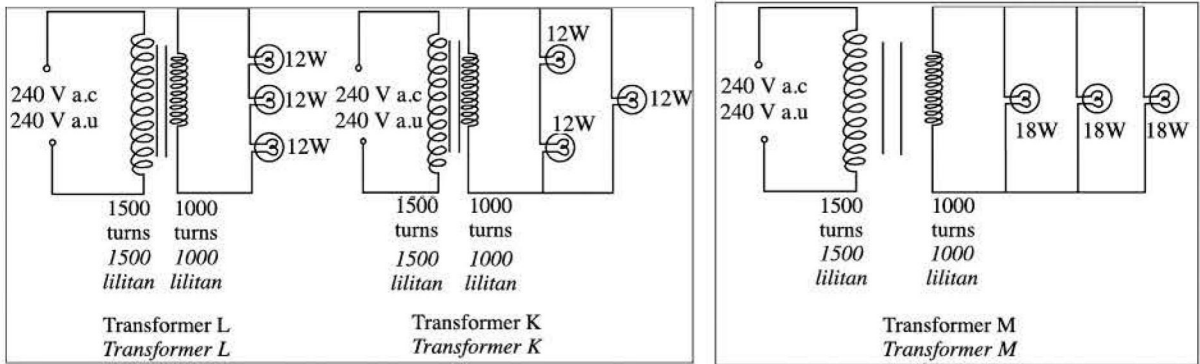 240 V a.c
240 V a.u
12W
12W
12W
1500
turns
1500
lilitan
1000
turns
1000
lilitan
Transformer L
Transformer L
240 V a.c
240 V a.u
12W
12W
12W
1500
turns
1500
lilitan
1000
turns
1000
lilitan
Transformer K
Transformer K
240 V a.c
240 V a.u
18W
18W
18W
1500
turns
1500
lilitan
1000
turns
1000
lilitan
Transformer M
Transformer M